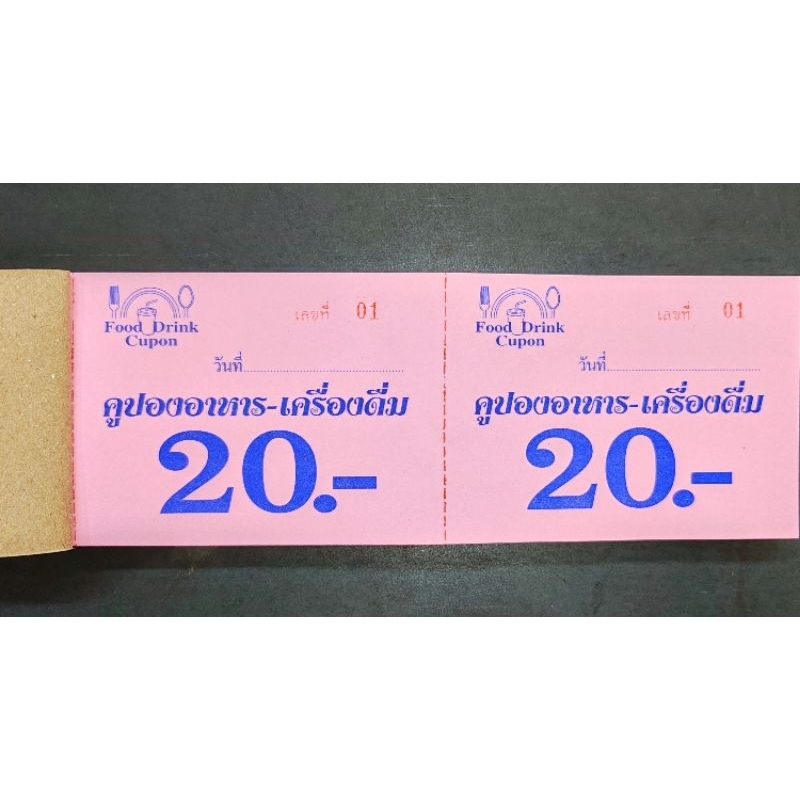 Food Drink
Cupon
เลขที่ 01
วันที่
คูปองอาหาร-เครื่องดื่ม
20.-
Food Drink
Cupon
เลขที่ 01
วันที่
คูปองอาหาร-เครื่องดื่ม
20.-